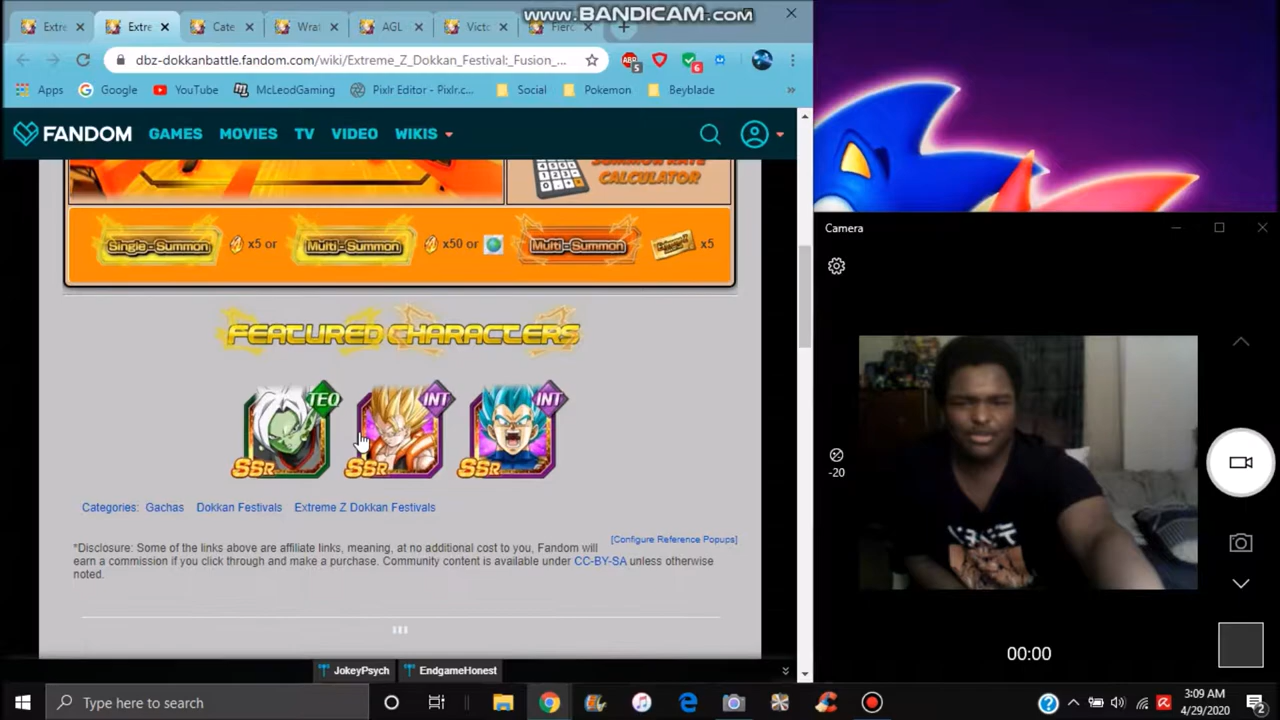 www.BANDICAM.com
Extre
Extre
Cate
Wrat
AGL
Victo
Fierc
dbz-dokkanbattle.fandom.com/wiki/Extreme_Z_Dokkan_Festival:_Fusion_...
ABP
5
6
Apps
Google
YouTube
McLeodGaming
Pixlr Editor - Pixlr.c...
Social
Pokemon
Beyblade
»
FANDOM
GAMES
MOVIES
TV
VIDEO
WIKIS
SUMMON RATE
CALCULATOR
Single-Summon
x5 or
Multi-Summon
x50 or
Multi-Summon
x5
FEATURED CHARACTERS
TEQ
INT
INT
SSR
SSR
SSR
Categories: Gachas Dokkan Festivals Extreme Z Dokkan Festivals
[Configure Reference Popups]
*Disclosure: Some of the links above are affiliate links, meaning, at no additional cost to you, Fandom will
earn a commission if you click through and make a purchase. Community content is available under CC-BY-SA unless otherwise
noted.
JokeyPsych
EndgameHonest
Camera
-20
00:00
Type here to search
3:09 AM
4/29/2020
2